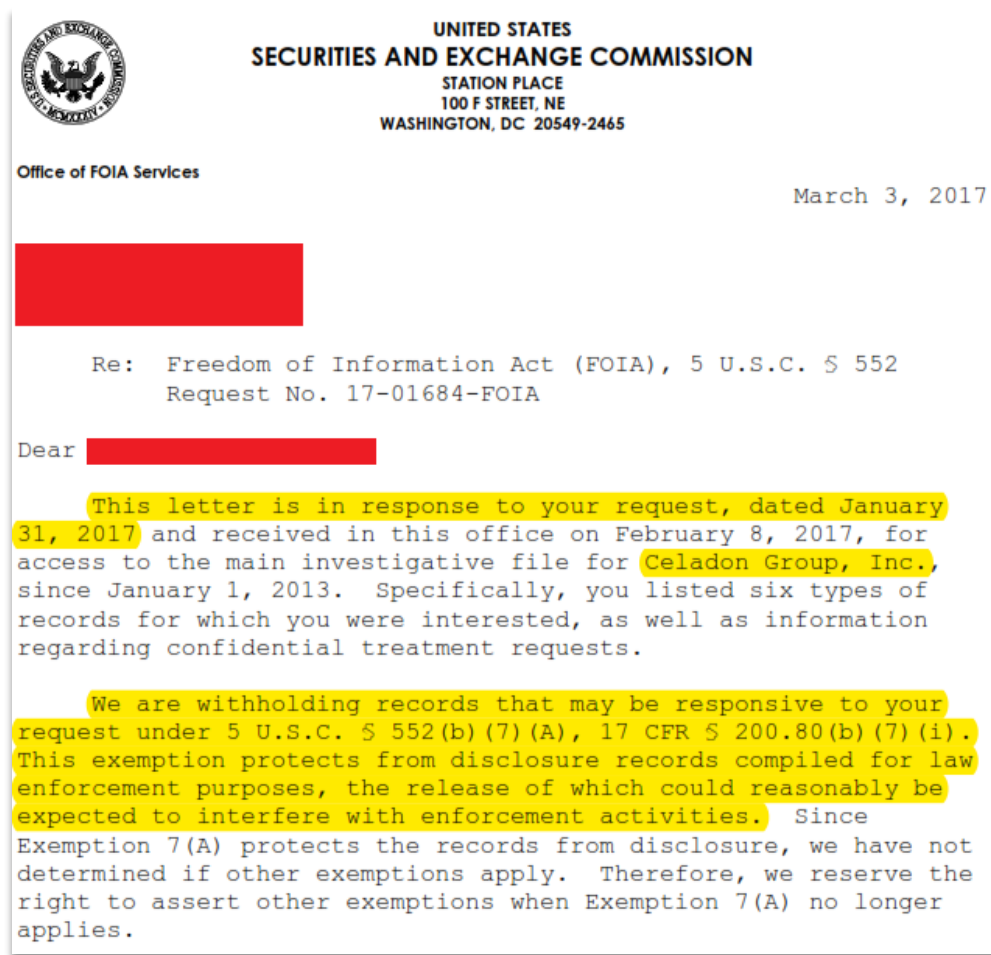 UNITED STATES
SECURITIES AND EXCHANGE COMMISSION
STATION PLACE
100 F STREET, NE
WASHINGTON, DC 20549-2465
U.S. SECURITIES AND EXCHANGE COMMISSION
MCMXXXIV
Office of FOIA Services
March 3, 2017
Re: Freedom of Information Act (FOIA), 5 U.S.C. § 552
Request No. 17-01684-FOIA
Dear
This letter is in response to your request, dated January
31, 2017 and received in this office on February 8, 2017, for
access to the main investigative file for Celadon Group, Inc.,
since January 1, 2013. Specifically, you listed six types of
records for which you were interested, as well as information
regarding confidential treatment requests.
We are withholding records that may be responsive to your
request under 5 U.S.C. § 552(b)(7)(A), 17 CFR § 200.80(b)(7)(i).
This exemption protects from disclosure records compiled for law
enforcement purposes, the release of which could reasonably be
expected to interfere with enforcement activities. Since
Exemption 7(A) protects the records from disclosure, we have not
determined if other exemptions apply. Therefore, we reserve the
right to assert other exemptions when Exemption 7(A) no longer
applies.